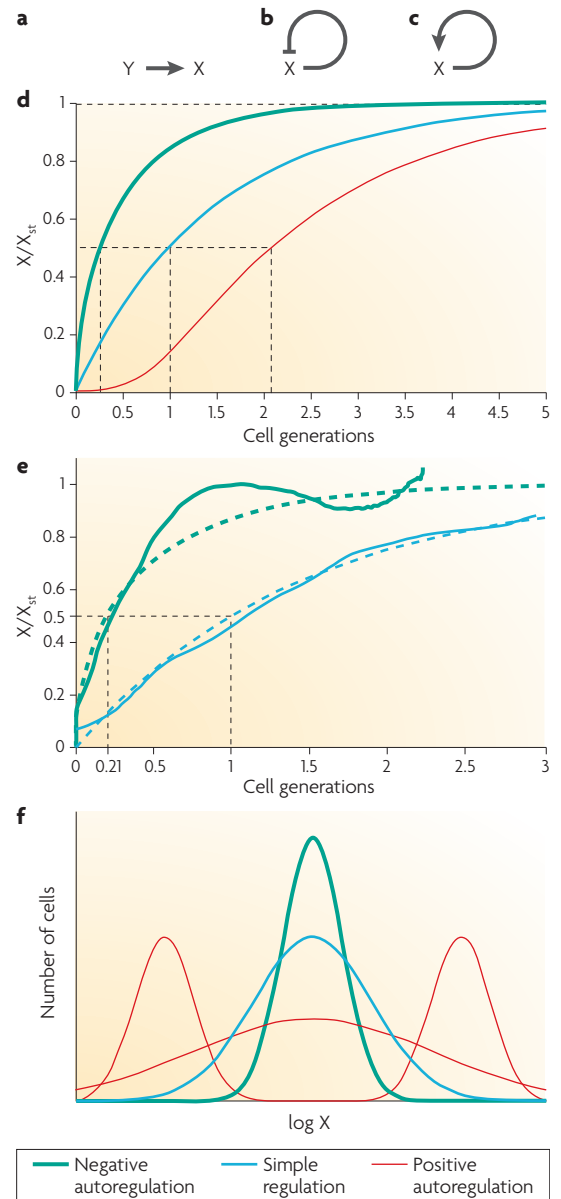 a b c
Y X X X
d
1
0.8
0.6
0.4
0.2
0
X/Xst
0 0.5 1 1.5 2 2.5 3 3.5 4 4.5 5
Cell generations
e
1
0.8
0.6
0.5
0.4
0.2
0
X/Xst
0 0.21 0.5 1 1.5 2 2.5 3
Cell generations
f
Number of cells
log X
Negative autoregulation
Simple regulation
Positive autoregulation